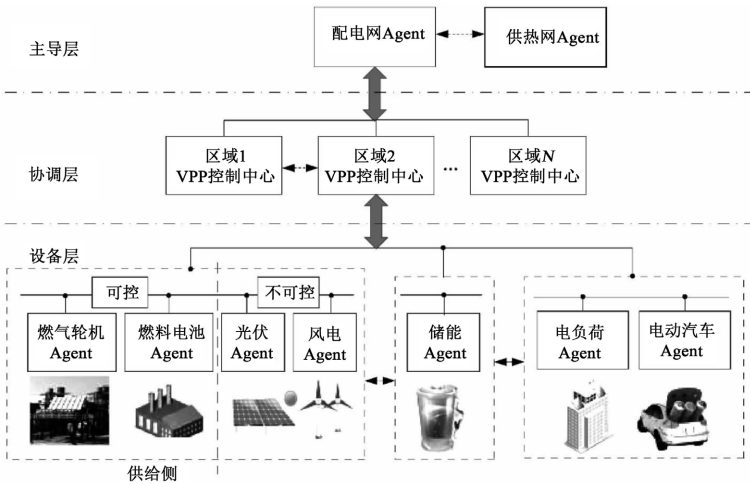 主导层
配电网Agent
供热网Agent
协调层
区域1
VPP控制中心
区域2
VPP控制中心
...
区域N
VPP控制中心
设备层
可控
不可控
燃气轮机
Agent
燃料电池
Agent
光伏
Agent
风电
Agent
储能
Agent
电负荷
Agent
电动汽车
Agent
供给侧